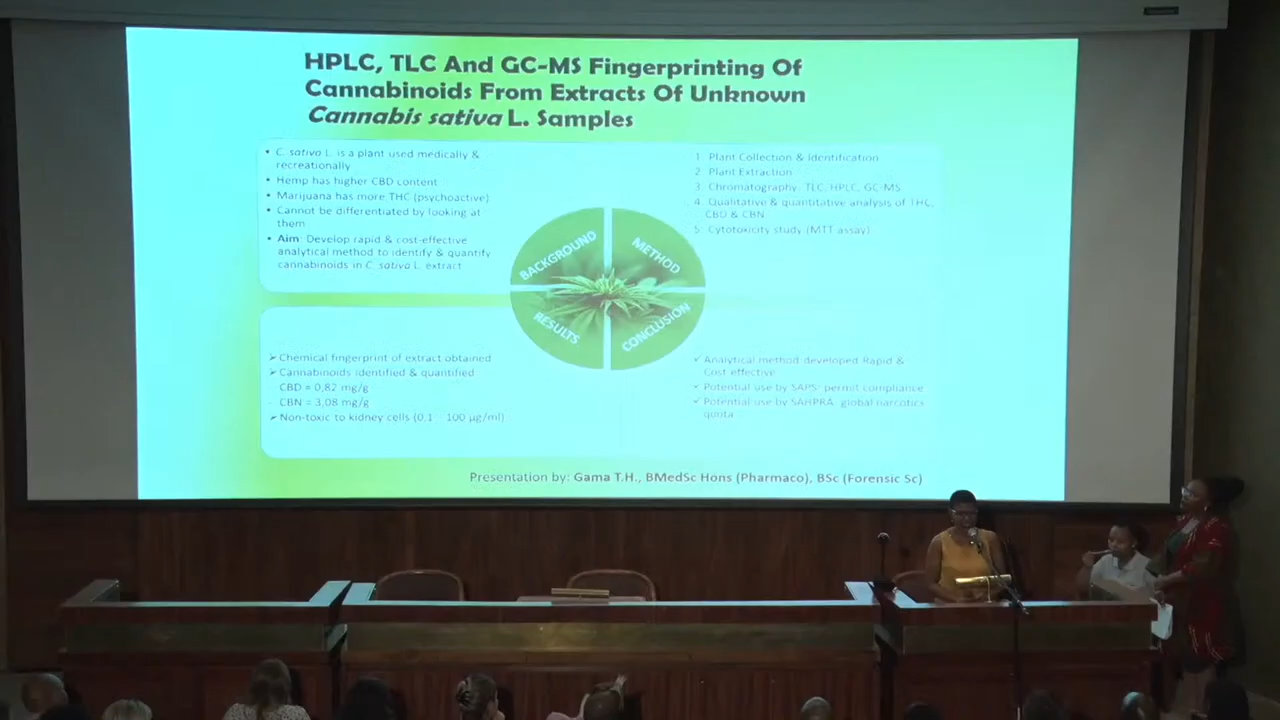 HPLC, TLC And GC-MS Fingerprinting Of
Cannabinoids From Extracts Of Unknown
Cannabis sativa L. Samples
• C. sativa L. is a plant used medically &
recreationally
• Hemp has higher CBD content
• Marijuana has more THC (psychoactive)
• Cannot be differentiated by looking at
them
• Aim: Develop rapid & cost-effective
analytical method to identify & quantify
cannabinoids in C. sativa L. extract
1. Plant Collection & Identification
2. Plant Extraction
3. Chromatography: TLC, HPLC, GC-MS
4. Qualitative & quantitative analysis of THC,
CBD & CBN
5. Cytotoxicity study (MTT assay)
BACKGROUND
METHOD
RESULTS
CONCLUSION
➢ Chemical fingerprint of extract obtained
➢ Cannabinoids identified & quantified
- CBD = 0,82 mg/g
- CBN = 3,08 mg/g
➢ Non-toxic to kidney cells (0.1 - 100 µg/ml)
✓ Analytical method developed Rapid &
Cost effective
✓ Potential use by SAPS- permit compliance
✓ Potential use by SAHPRA- global narcotics
quota
Presentation by: Gama T.H., BMedSc Hons (Pharmaco), BSc (Forensic Sc)